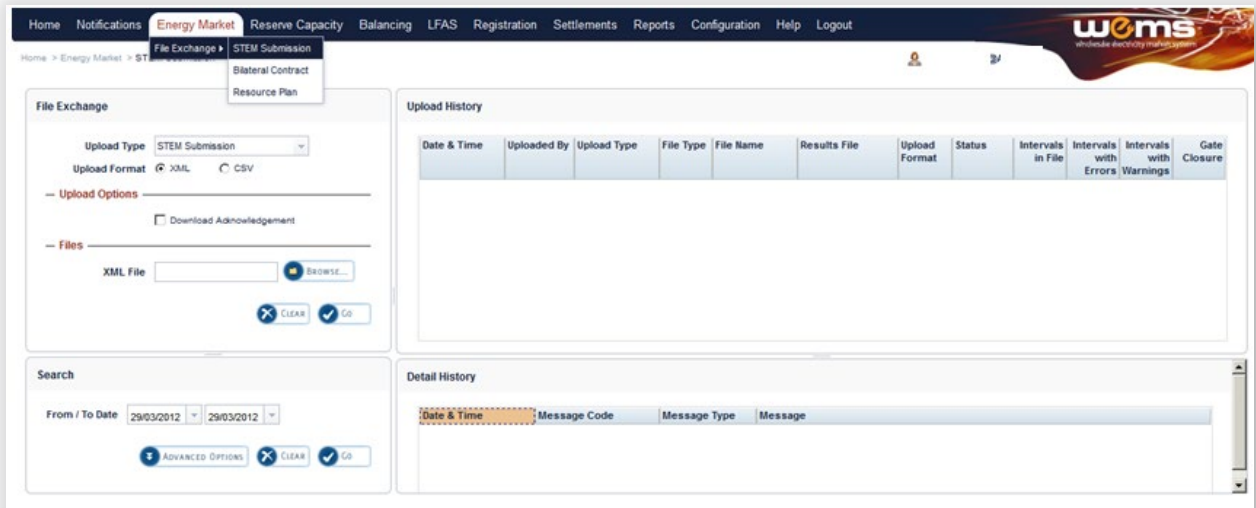 Home Notifications Energy Market Reserve Capacity Balancing LFAS Registration Settlements Reports Configuration Help Logout
wems
wholesale electricity market system
File Exchange STEM Submission
Bilateral Contract
Resource Plan
Home > Energy Market >
File Exchange
Upload Type STEM Submission
Upload Format XML CSV
Upload Options
Download Acknowledgement
Files
XML File BROWSE...
CLEAR GO
Upload History
Date & Time Uploaded By Upload Type File Type File Name Results File Upload Format Status Intervals in File Intervals with Errors Intervals with Warnings Gate Closure
Search
From / To Date 29/03/2012 29/03/2012
ADVANCED OPTIONS CLEAR GO
Detail History
Date & Time Message Code Message Type Message